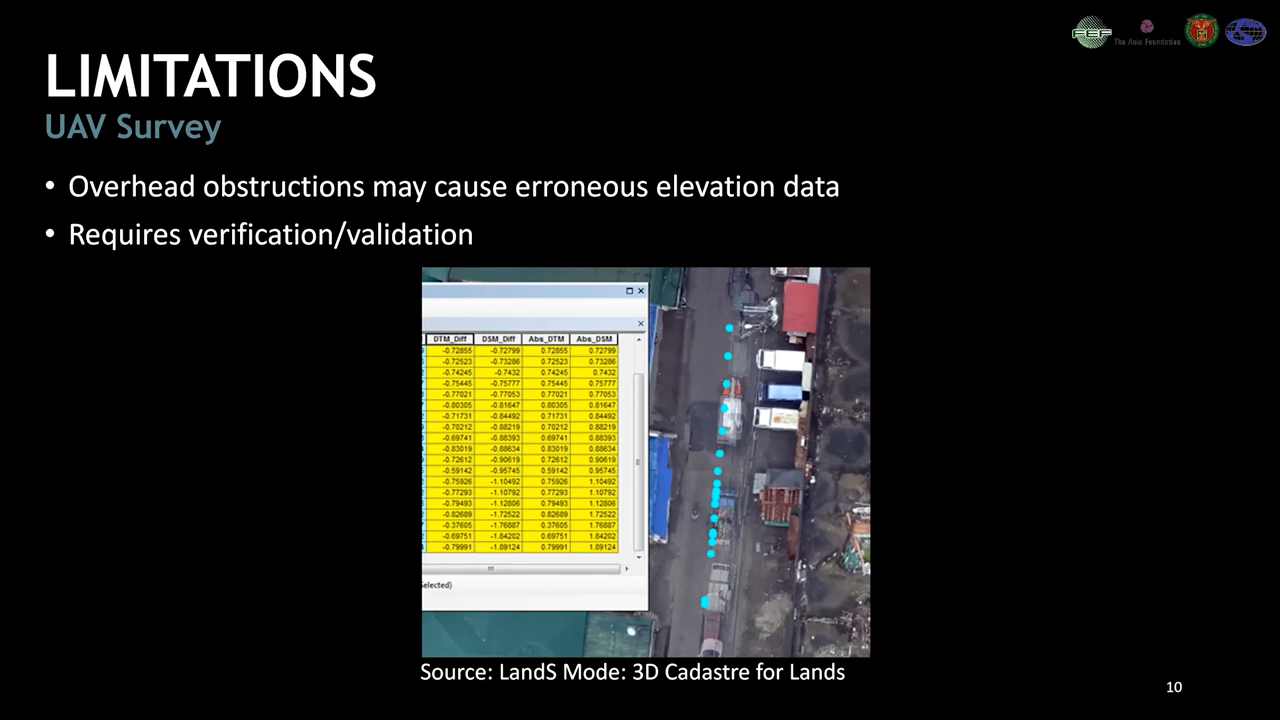 FEF
The Asia Foundation
LIMITATIONS
UAV Survey
• Overhead obstructions may cause erroneous elevation data
• Requires verification/validation
DTM_Diff DSM_Diff Abs_DTM Abs_DSM
-0.72855 -0.72799 0.72855 0.72799
-0.72523 -0.73286 0.72523 0.73286
-0.74245 -0.7432 0.74245 0.7432
-0.75445 -0.75777 0.75445 0.75777
-0.77021 -0.77053 0.77021 0.77053
-0.80305 -0.81647 0.80305 0.81647
-0.71731 -0.84492 0.71731 0.84492
-0.70212 -0.88219 0.70212 0.88219
-0.69741 -0.88393 0.69741 0.88393
-0.83019 -0.88634 0.83019 0.88634
-0.72612 -0.90619 0.72612 0.90619
-0.59142 -0.95745 0.59142 0.95745
-0.75926 -1.10492 0.75926 1.10492
-0.77293 -1.10792 0.77293 1.10792
-0.79493 -1.12806 0.79493 1.12806
-0.82689 -1.72522 0.82689 1.72522
-0.37605 -1.76887 0.37605 1.76887
-0.69751 -1.84202 0.69751 1.84202
-0.79991 -1.89124 0.79991 1.89124
Selected)
Source: LandS Mode: 3D Cadastre for Lands
10